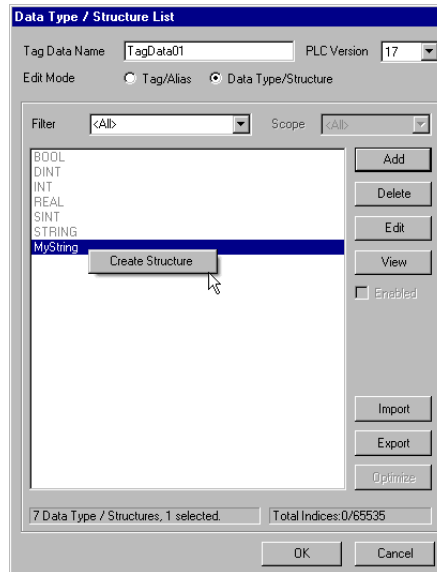 Data Type / Structure List
Tag Data Name TagData01 PLC Version 17
Edit Mode Tag/Alias Data Type/Structure
Filter <All> Scope <All>
BOOL
DINT
INT
REAL
SINT
STRING
MyString
Create Structure
Add
Delete
Edit
View
Enabled
Import
Export
Optimize
7 Data Type / Structures, 1 selected. Total Indices:0/65535
OK Cancel